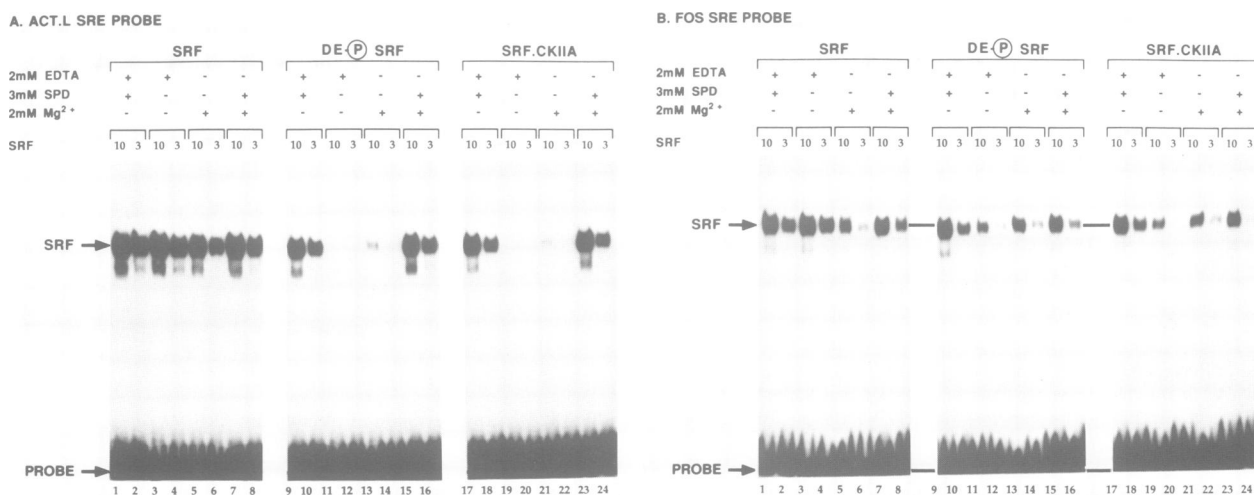 A. ACT.L SRE PROBE
SRF DE-P SRF SRF.CKIIA
2mM EDTA + + - - + + - - + + - -
3mM SPD + - - + + - - + + - - +
2mM Mg2+ - - + + - - + + - - + +
SRF 10 3 10 3 10 3 10 3 10 3 10 3 10 3 10 3 10 3 10 3 10 3 10 3
SRF
PROBE
1 2 3 4 5 6 7 8 9 10 11 12 13 14 15 16 17 18 19 20 21 22 23 24
B. FOS SRE PROBE
SRF DE-P SRF SRF.CKIIA
2mM EDTA + + - - + + - - + + - -
3mM SPD + - - + + - - + + - - +
2mM Mg2+ - - + + - - + + - - + +
SRF 10 3 10 3 10 3 10 3 10 3 10 3 10 3 10 3 10 3 10 3 10 3 10 3
SRF
PROBE
1 2 3 4 5 6 7 8 9 10 11 12 13 14 15 16 17 18 19 20 21 22 23 24